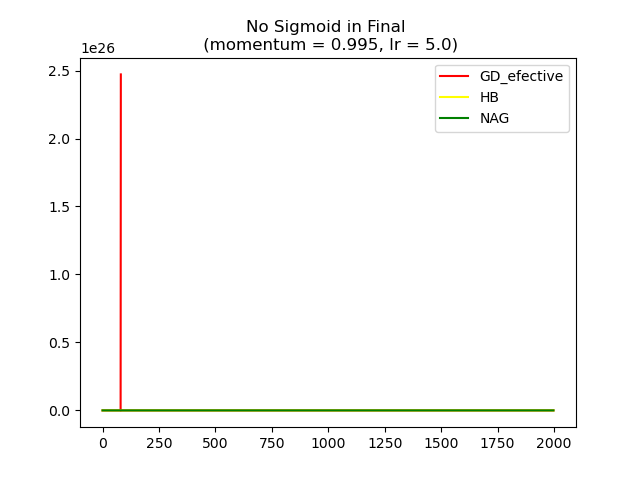 No Sigmoid in Final
(momentum = 0.995, lr = 5.0)
1e26
2.5
2.0
1.5
1.0
0.5
0.0
GD_efective
HB
NAG
0 250 500 750 1000 1250 1500 1750 2000